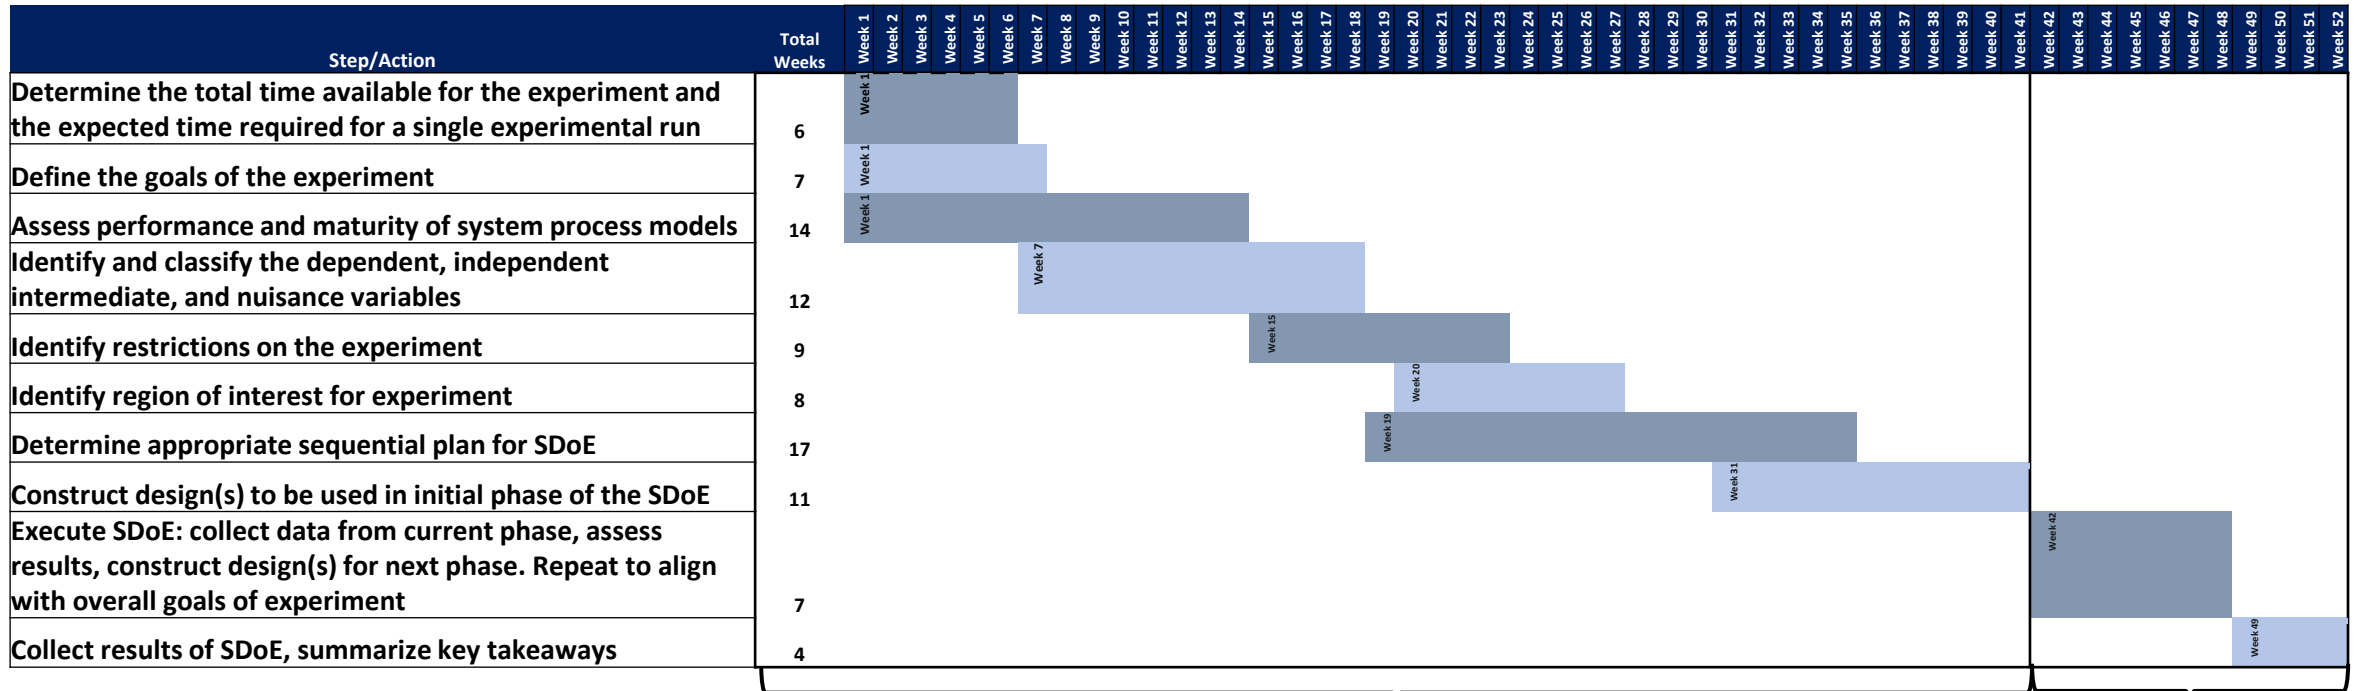 Step/Action
Total
Weeks
Week 1
Week 2
Week 3
Week 4
Week 5
Week 6
Week 7
Week 8
Week 9
Week 10
Week 11
Week 12
Week 13
Week 14
Week 15
Week 16
Week 17
Week 18
Week 19
Week 20
Week 21
Week 22
Week 23
Week 24
Week 25
Week 26
Week 27
Week 28
Week 29
Week 30
Week 31
Week 32
Week 33
Week 34
Week 35
Week 36
Week 37
Week 38
Week 39
Week 40
Week 41
Week 42
Week 43
Week 44
Week 45
Week 46
Week 47
Week 48
Week 49
Week 50
Week 51
Week 52
Determine the total time available for the experiment and
the expected time required for a single experimental run
6
Week 1
Define the goals of the experiment
7
Week 1
Assess performance and maturity of system process models
14
Week 1
Identify and classify the dependent, independent
intermediate, and nuisance variables
12
Week 7
Identify restrictions on the experiment
9
Week 15
Identify region of interest for experiment
8
Week 20
Determine appropriate sequential plan for SDoE
17
Week 19
Construct design(s) to be used in initial phase of the SDoE
11
Week 31
Execute SDoE: collect data from current phase, assess
results, construct design(s) for next phase. Repeat to align
with overall goals of experiment
7
Week 42
Collect results of SDoE, summarize key takeaways
4
Week 49